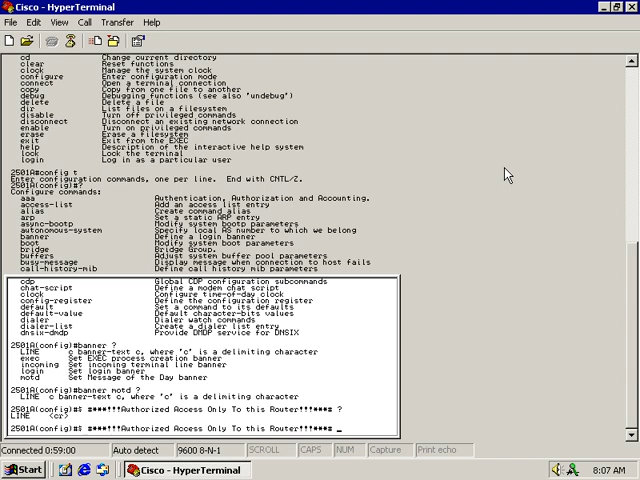 Cisco - HyperTerminal
File Edit View Call Transfer Help
cd Change current directory
clear Reset functions
clock Manage the system clock
configure Enter configuration mode
connect Open a terminal connection
copy Copy from one file to another
debug Debugging functions (see also 'undebug')
delete Delete a file
dir List files on a filesystem
disable Turn off privileged commands
disconnect Disconnect an existing network connection
enable Turn on privileged commands
erase Erase a filesystem
exit Exit from the EXEC
help Description of the interactive help system
lock Lock the terminal
login Log in as a particular user
2501A#config t
Enter configuration commands, one per line. End with CNTL/Z.
2501A(config)#?
Configure commands:
aaa Authentication, Authorization and Accounting.
access-list Add an access list entry
alias Create command alias
arp Set a static ARP entry
async-bootp Modify system bootp parameters
autonomous-system Specify local AS number to which we belong
banner Define a login banner
boot Modify system boot parameters
bridge Bridge Group.
buffers Adjust system buffer pool parameters
busy-message Display message when connection to host fails
call-history-mib Define call history mib parameters
cdp Global CDP configuration subcommands
chat-script Define a modem chat script
clock Configure time-of-day clock
config-register Define the configuration register
default Set a command to its defaults
default-value Default character-bits values
dialer Dialer watch commands
dialer-list Create a dialer list entry
dnsix-dmdp Provide DMDP service for DNSIX
2501A(config)#banner ?
LINE c banner-text c, where 'c' is a delimiting character
exec Set EXEC process creation banner
incoming Set incoming terminal line banner
login Set login banner
motd Set Message of the Day banner
2501A(config)#banner motd ?
LINE c banner-text c, where 'c' is a delimiting character
2501A(config)#$ #***!!!Authorized Access Only To this Router!!!***# ?
LINE <cr>
2501A(config)#$ #***!!!Authorized Access Only To this Router!!!***# _
Connected 0:59:00 Auto detect 9600 8-N-1 SCROLL CAPS NUM Capture Print echo
Start Cisco - HyperTerminal 8:07 AM